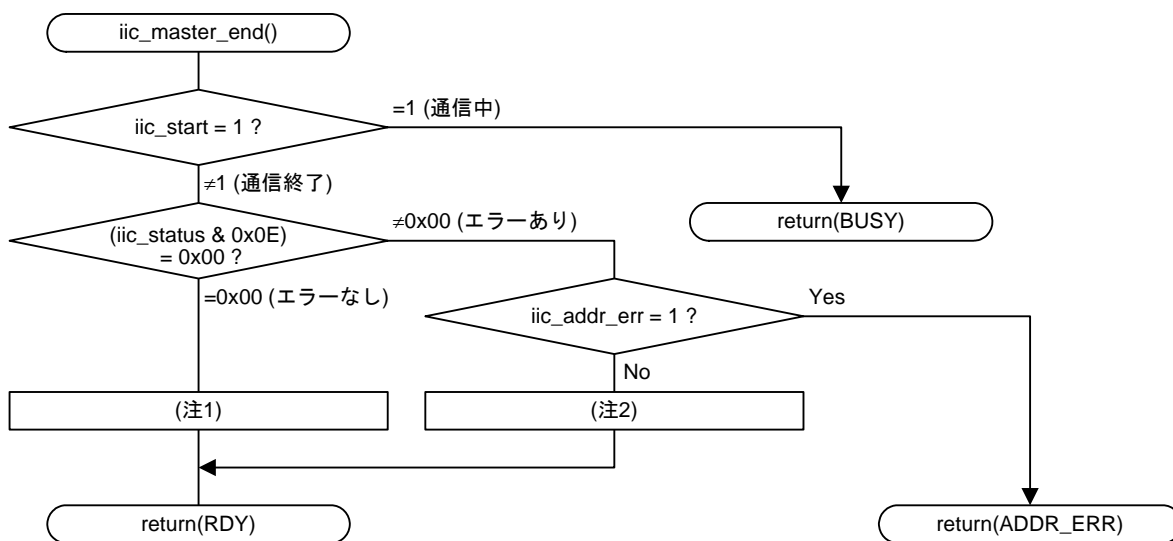 iic_master_end()
iic_start = 1 ?
=1 (通信中)
≠1 (通信終了)
return(BUSY)
(iic_status & 0x0E)
= 0x00 ?
≠0x00 (エラーあり)
=0x00 (エラーなし)
iic_addr_err = 1 ?
Yes
No
(注1)
(注2)
return(RDY)
return(ADDR_ERR)